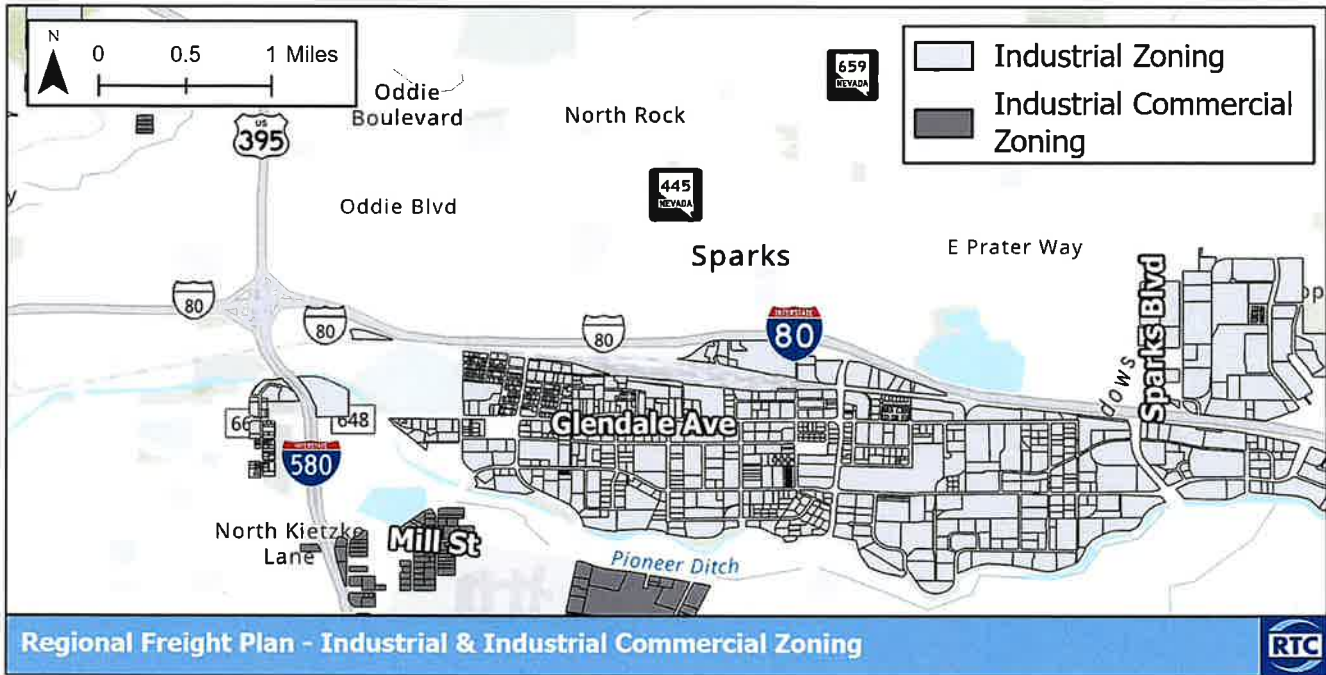 N
0 0.5 1 Miles
Industrial Zoning
Industrial Commercial
Zoning
659
NEVADA
Oddie
Boulevard
North Rock
US
395
445
NEVADA
Oddie Blvd
Sparks
E Prater Way
Sparks Blvd
80
80
80
INTERSTATE
80
dows
op
Glendale Ave
66
648
INTERSTATE
580
North Kietzke
Lane
Mill St
Pioneer Ditch
Regional Freight Plan - Industrial & Industrial Commercial Zoning
RTC